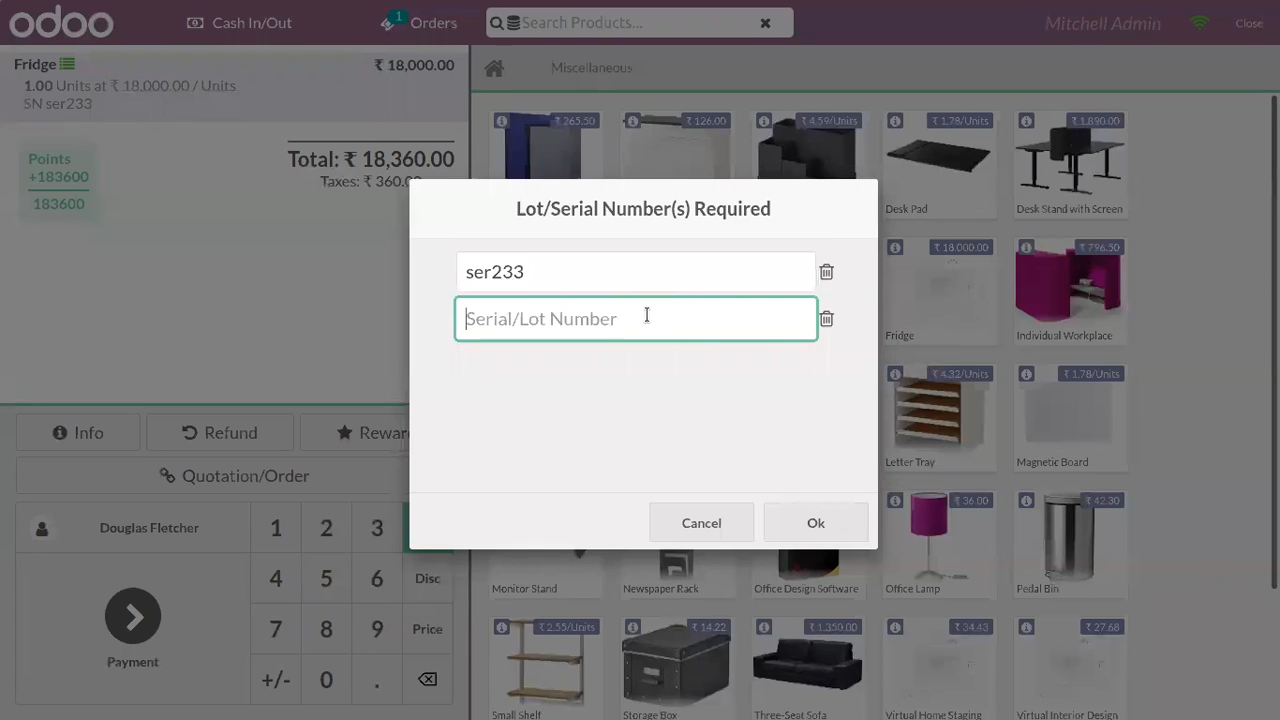 odoo
Cash In/Out
1
Orders
Search Products...
Mitchell Admin
Close
Fridge
₹ 18,000.00
1.00 Units at ₹ 18,000.00 / Units
SN ser233
Points
+183600
183600
Total: ₹ 18,360.00
Taxes: ₹ 360.00
Miscellaneous
₹ 265.50
₹ 126.00
₹ 4.59/Units
₹ 1.78/Units
₹ 1,890.00
Desk Pad
Desk Stand with Screen
₹ 18,000.00
₹ 796.50
Fridge
Individual Workplace
₹ 4.32/Units
₹ 1.78/Units
Letter Tray
Magnetic Board
₹ 36.00
₹ 42.30
Monitor Stand
Newspaper Rack
Office Design Software
Office Lamp
Pedal Bin
₹ 2.55/Units
₹ 14.22
₹ 1,350.00
₹ 34.43
₹ 27.68
Small Shelf
Storage Box
Three-Seat Sofa
Virtual Home Staging
Virtual Interior Design
Lot/Serial Number(s) Required
ser233
Serial/Lot Number
Cancel
Ok
Info
Refund
Rewar
Quotation/Order
Douglas Fletcher
1 2 3
4 5 6 Disc
7 8 9 Price
+/- 0 .
Payment